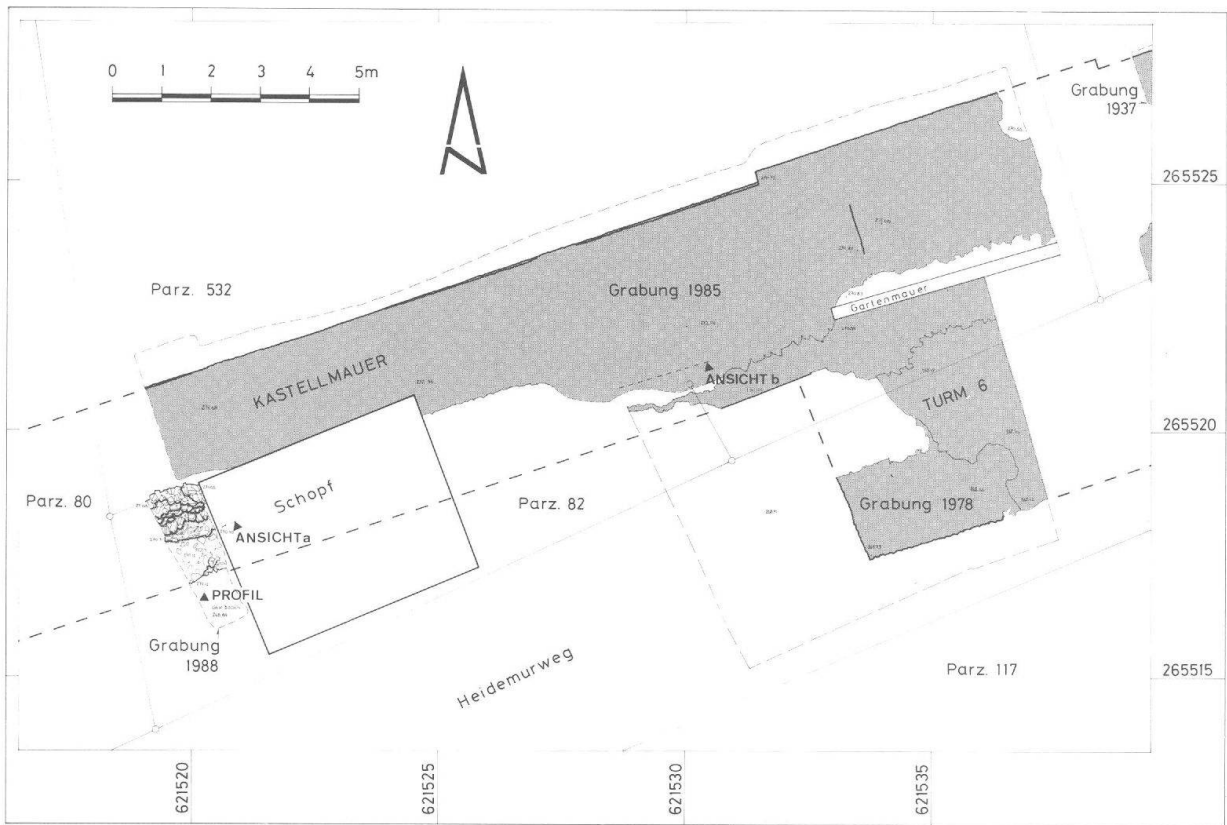 0 1 2 3 4 5m
N
Grabung
1937
265525
Parz. 532
Grabung 1985
Gartenmauer
KASTELLMAUER
ANSICHT b
TURM 6
265520
Parz. 80
Schopf
Parz. 82
Grabung 1978
ANSICHT a
PROFIL
Grabung
1988
Heidemurweg
Parz. 117
265515
621520
621525
621530
621535